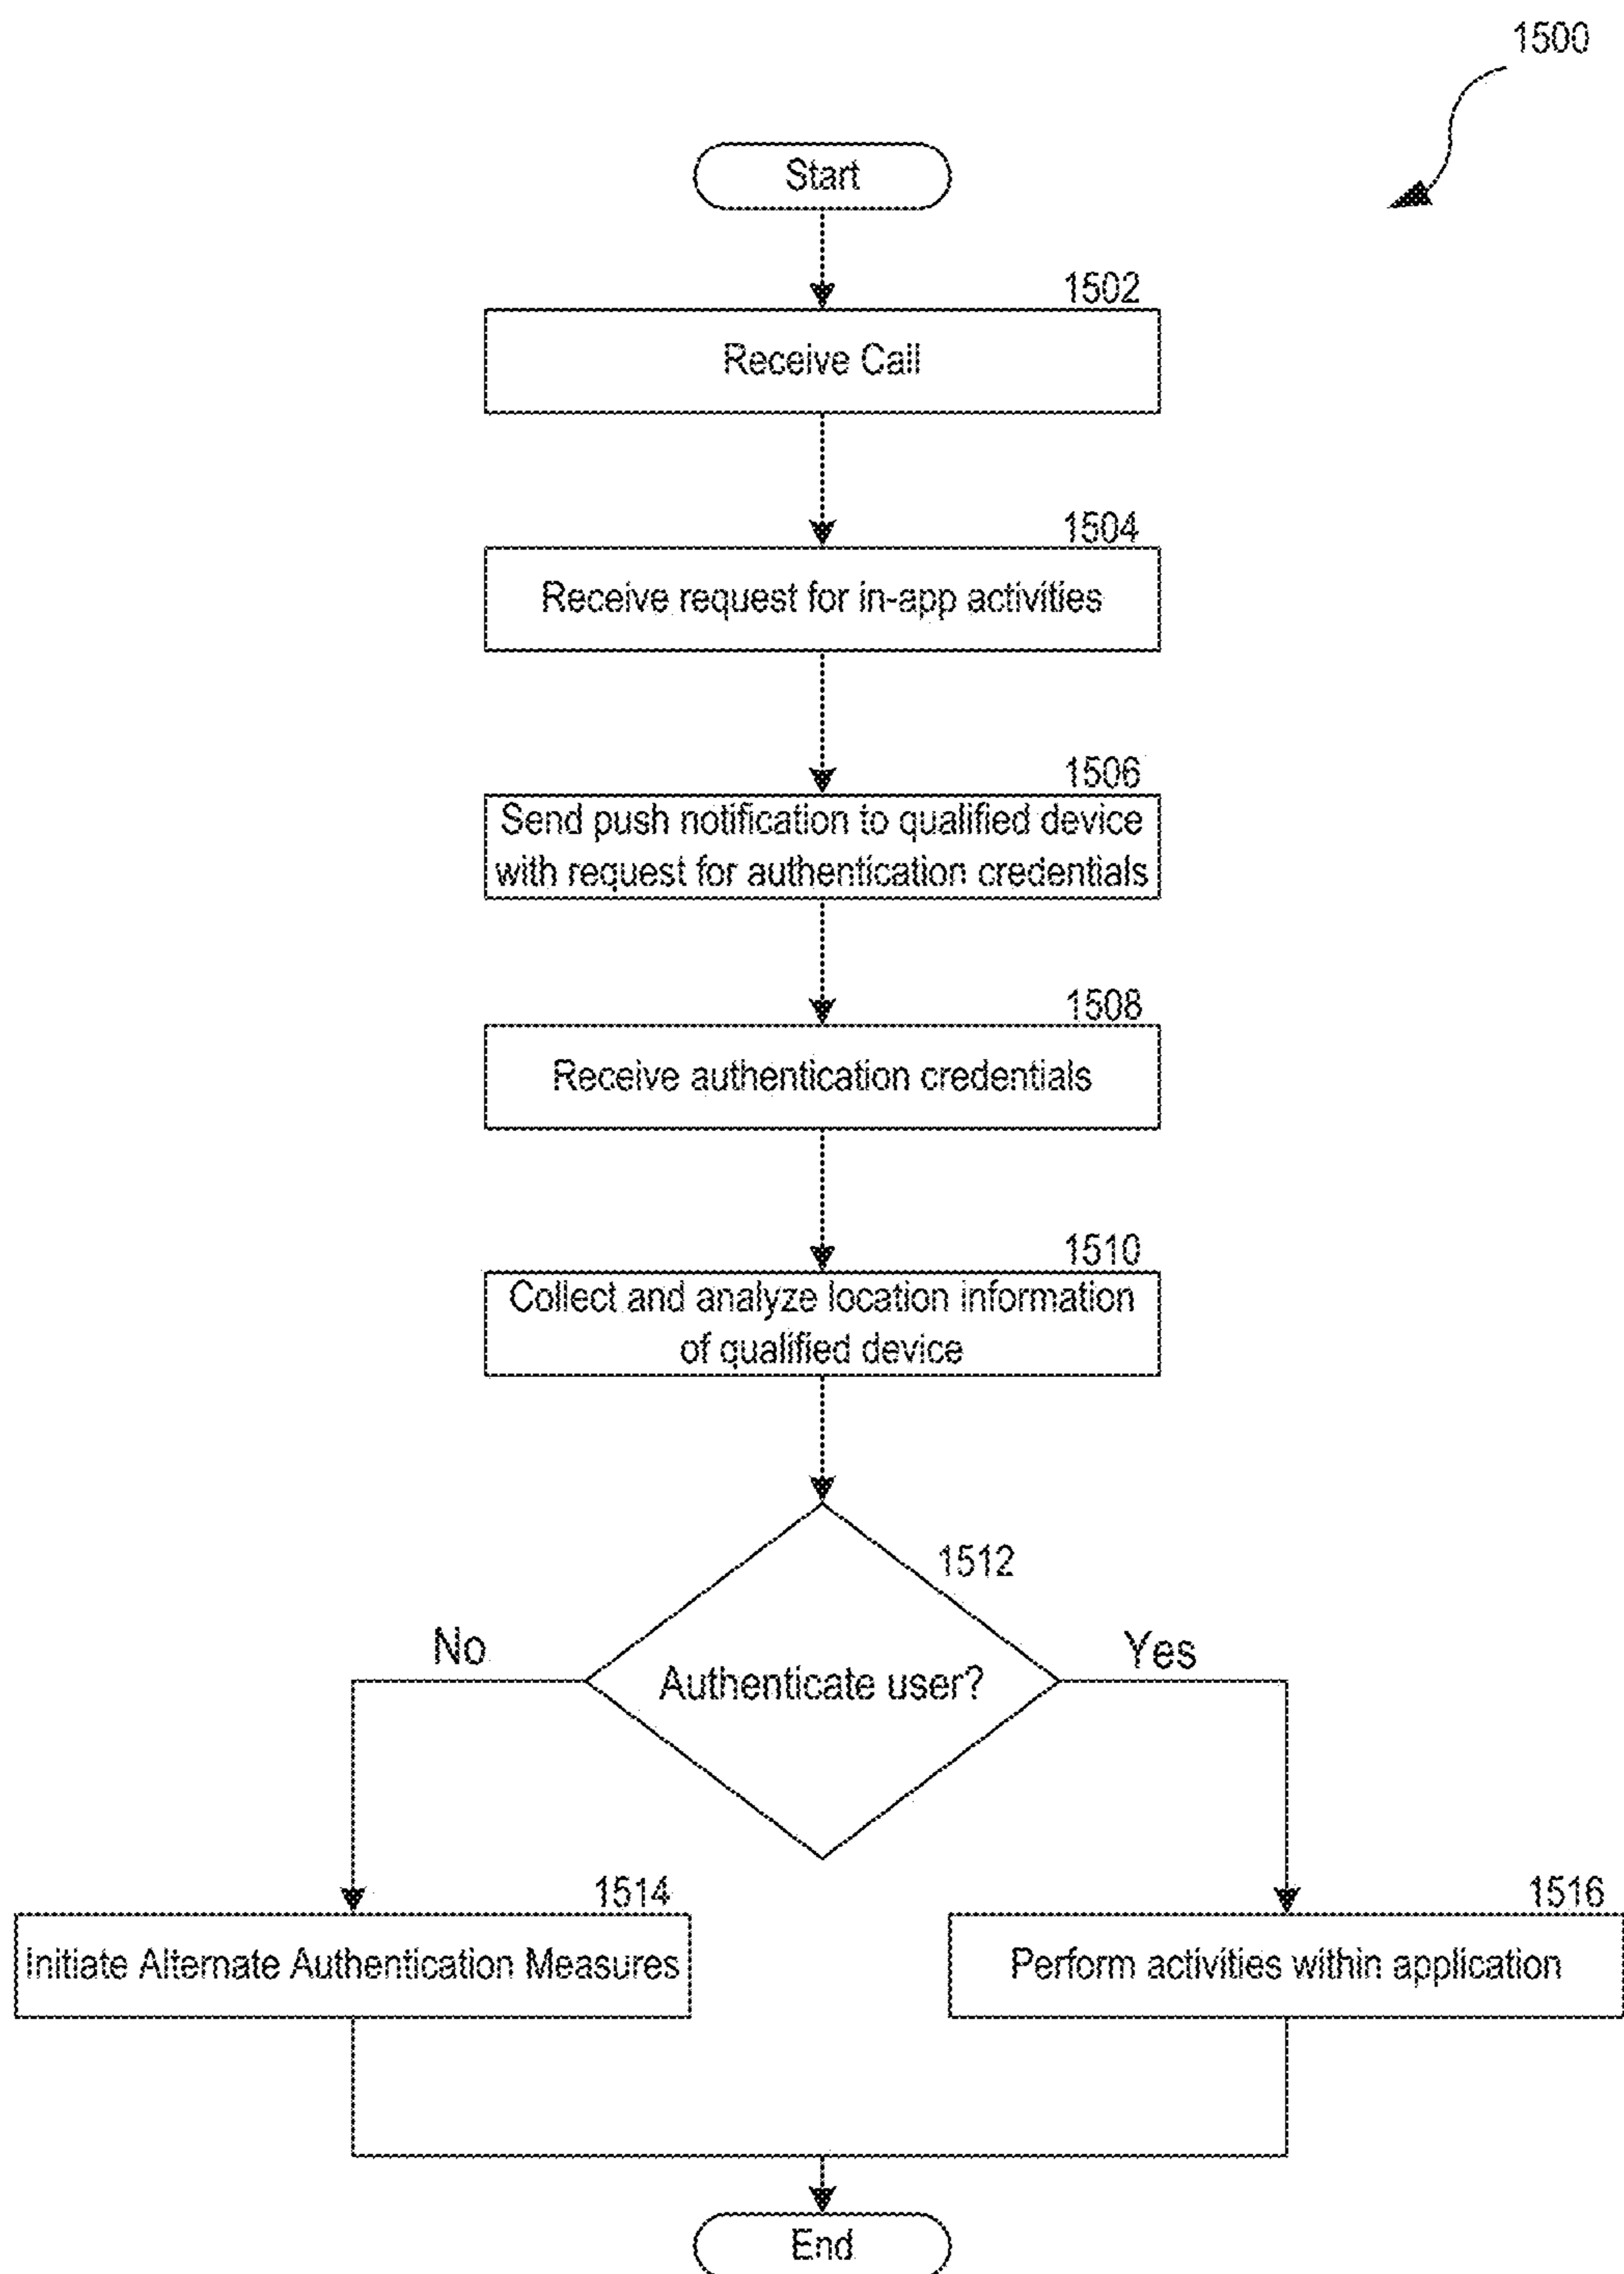 1500
Start
1502
Receive Call
1504
Receive request for in-app activities
1506
Send push notification to qualified device
with request for authentication credentials
1508
Receive authentication credentials
1510
Collect and analyze location information
of qualified device
1512
No
Yes
Authenticate user?
1514
1516
Initiate Alternate Authentication Measures
Perform activities within application
End